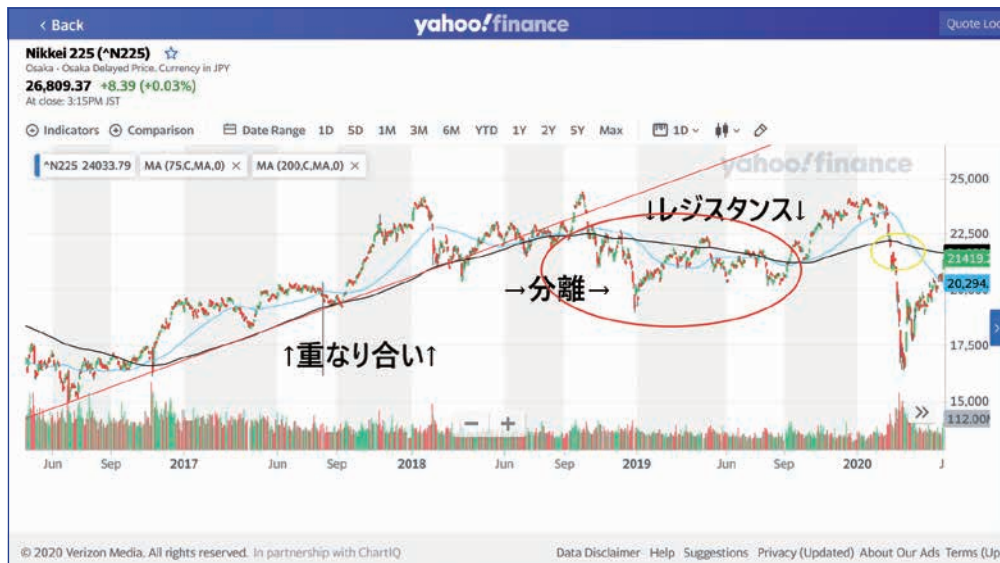 < Back
yahoo!finance
Quote Loo
Nikkei 225 (^N225)
Osaka - Osaka Delayed Price. Currency in JPY
26,809.37 +8.39 (+0.03%)
At close: 3:15PM JST
Indicators Comparison Date Range 1D 5D 1M 3M 6M YTD 1Y 2Y 5Y Max 1D
^N225 24033.79 MA (75,C,MA,0) × MA (200,C,MA,0) ×
yahoo!finance
25,000
↓レジスタンス↓
22,500
21419.2
→分離→
20,294.
↑重なり合い↑
17,500
15,000
112.00M
Jun Sep 2017 Jun Sep 2018 Jun Sep 2019 Jun Sep 2020 J
© 2020 Verizon Media. All rights reserved. In partnership with ChartIQ
Data Disclaimer Help Suggestions Privacy (Updated) About Our Ads Terms (Up